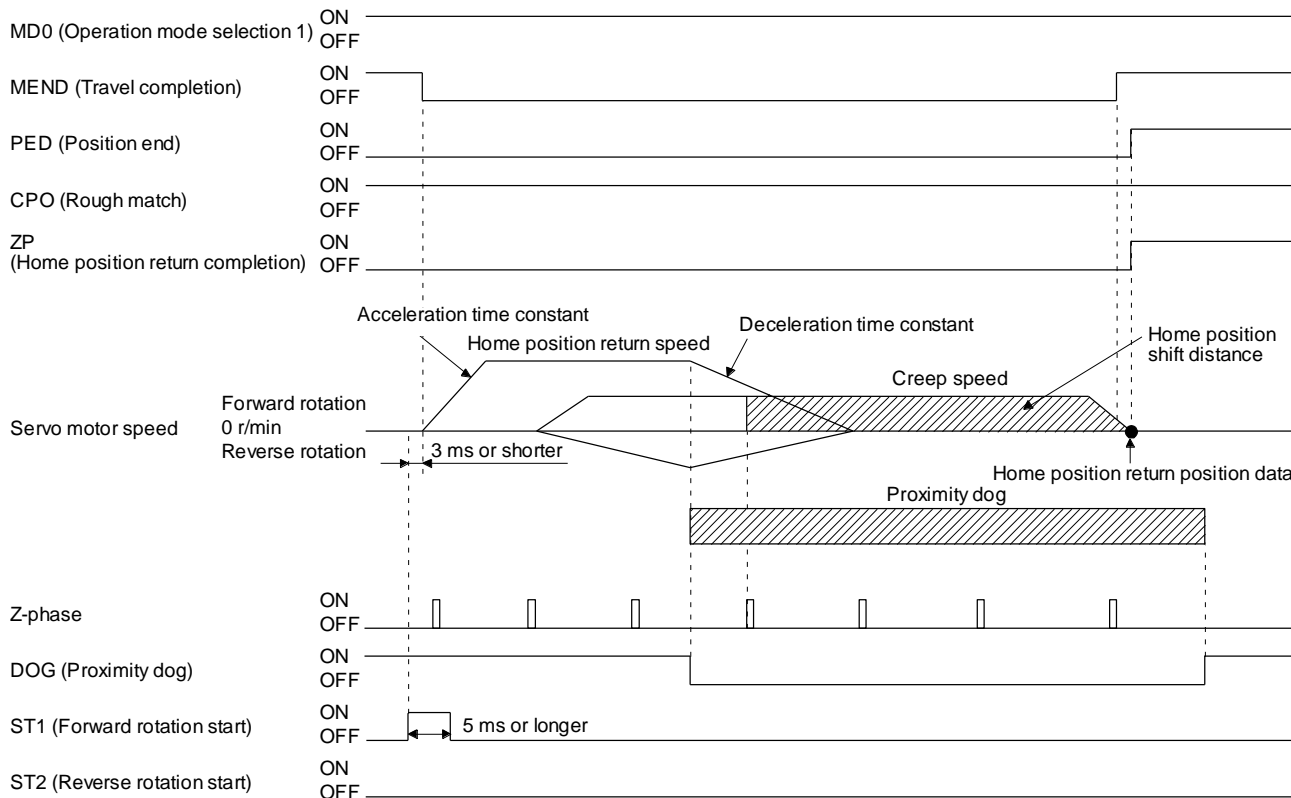 MD0 (Operation mode selection 1)
ON
OFF
MEND (Travel completion)
ON
OFF
PED (Position end)
ON
OFF
CPO (Rough match)
ON
OFF
ZP
(Home position return completion)
ON
OFF
Acceleration time constant
Home position return speed
Deceleration time constant
Home position
shift distance
Creep speed
Servo motor speed
Forward rotation
0 r/min
Reverse rotation
3 ms or shorter
Home position return position data
Proximity dog
Z-phase
ON
OFF
DOG (Proximity dog)
ON
OFF
ST1 (Forward rotation start)
ON
OFF
5 ms or longer
ST2 (Reverse rotation start)
ON
OFF